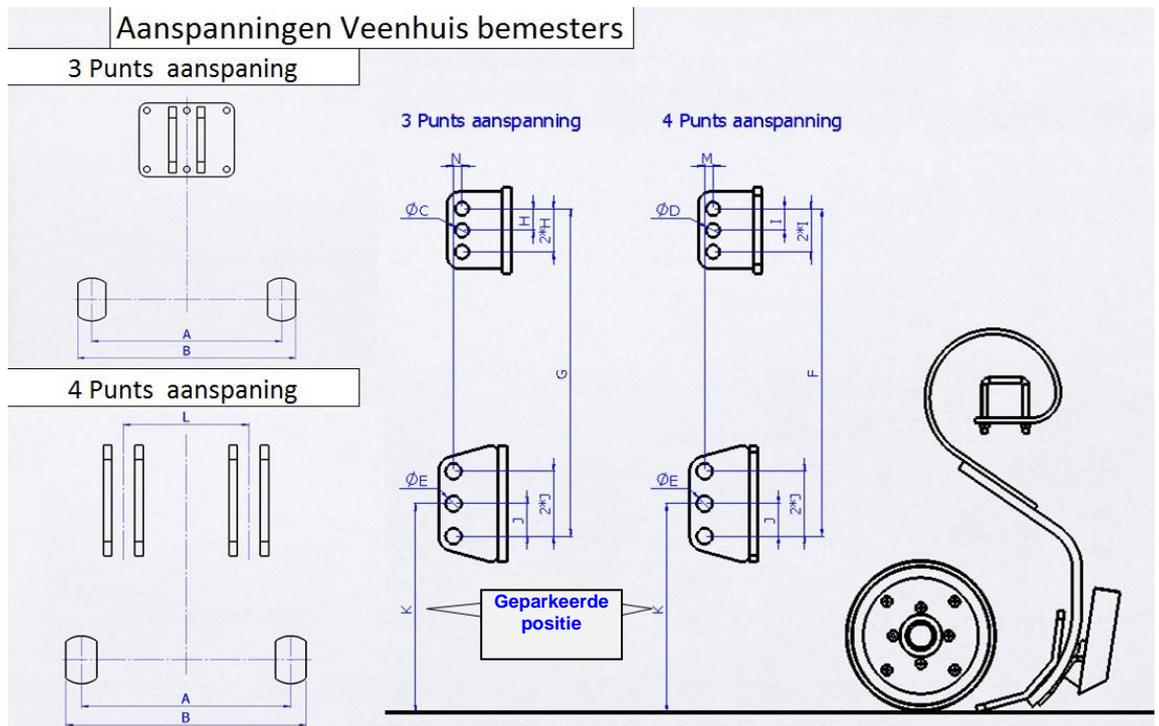 Aanspanningen Veenhuis bemesters
3 Punts aanspaning
A
B
4 Punts aanspaning
L
A
B
3 Punts aanspanning
4 Punts aanspanning
N
M
ØC
H
2*H
ØD
I
2*I
G
F
ØE
J
2*J
ØE
J
2*J
K
Geparkeerde
positie
K